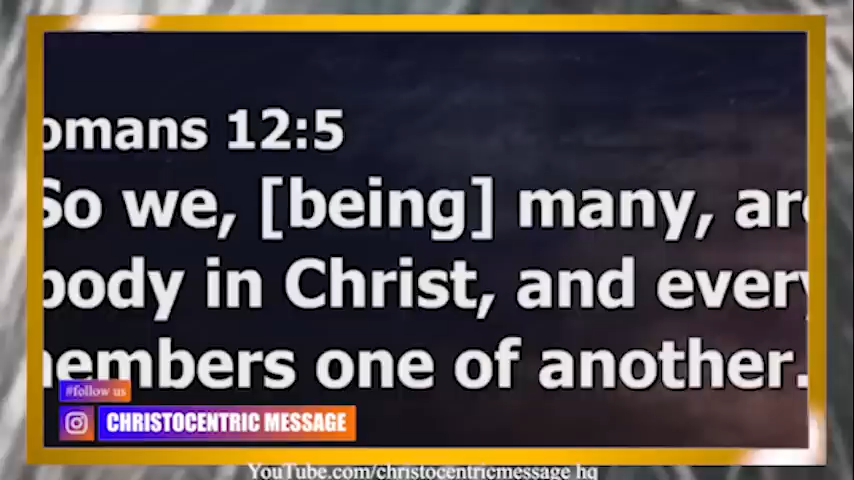 omans 12:5
So we, [being] many, are
body in Christ, and every
members one of another.
#follow us
CHRISTOCENTRIC MESSAGE
YouTube.com/christocentricmessage hq